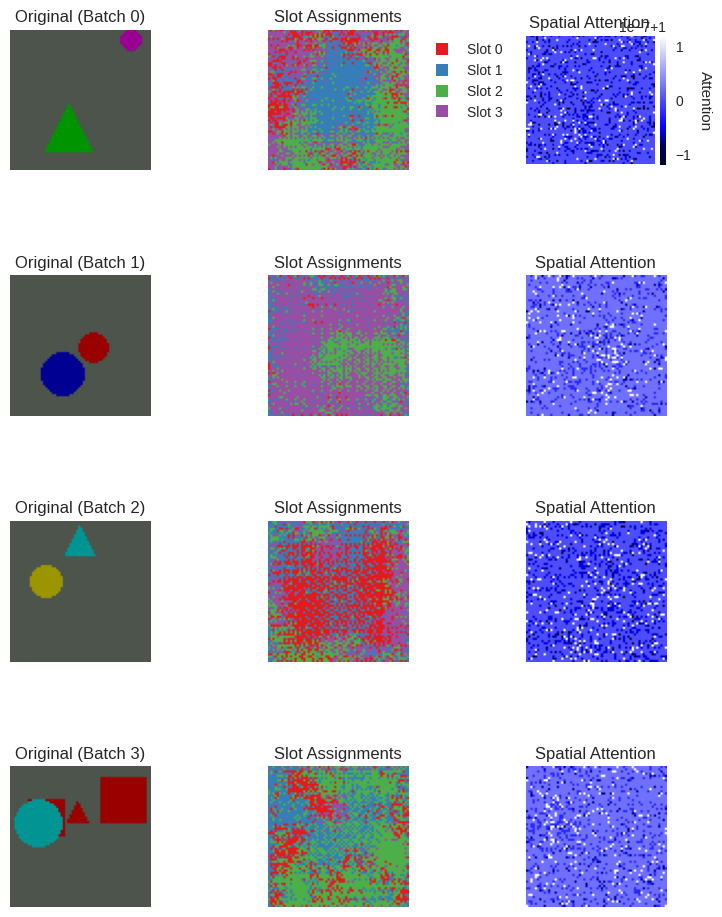 Original (Batch 0)
Slot Assignments
Spatial Attention
1e−7+1
Slot 0
Slot 1
Slot 2
Slot 3
1
0
−1
Attention
Original (Batch 1)
Slot Assignments
Spatial Attention
Original (Batch 2)
Slot Assignments
Spatial Attention
Original (Batch 3)
Slot Assignments
Spatial Attention